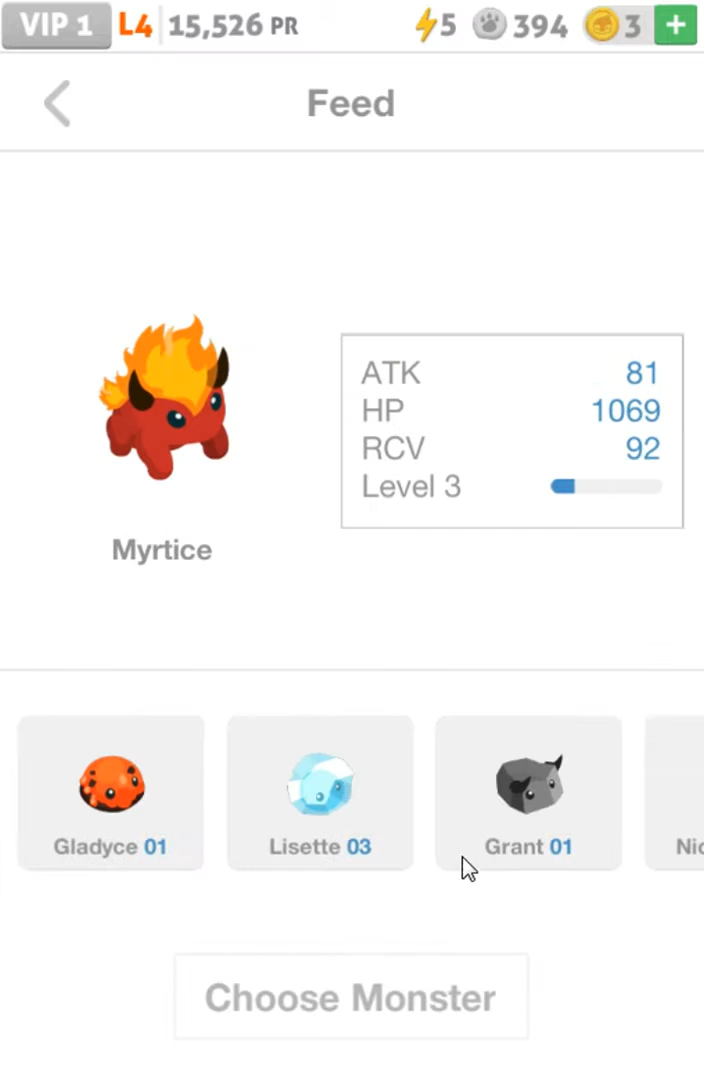 VIP 1 L4 15,526 PR 5 394 3 +
Feed
ATK 81
HP 1069
RCV 92
Level 3
Myrtice
Gladyce 01 Lisette 03 Grant 01 Nic
Choose Monster